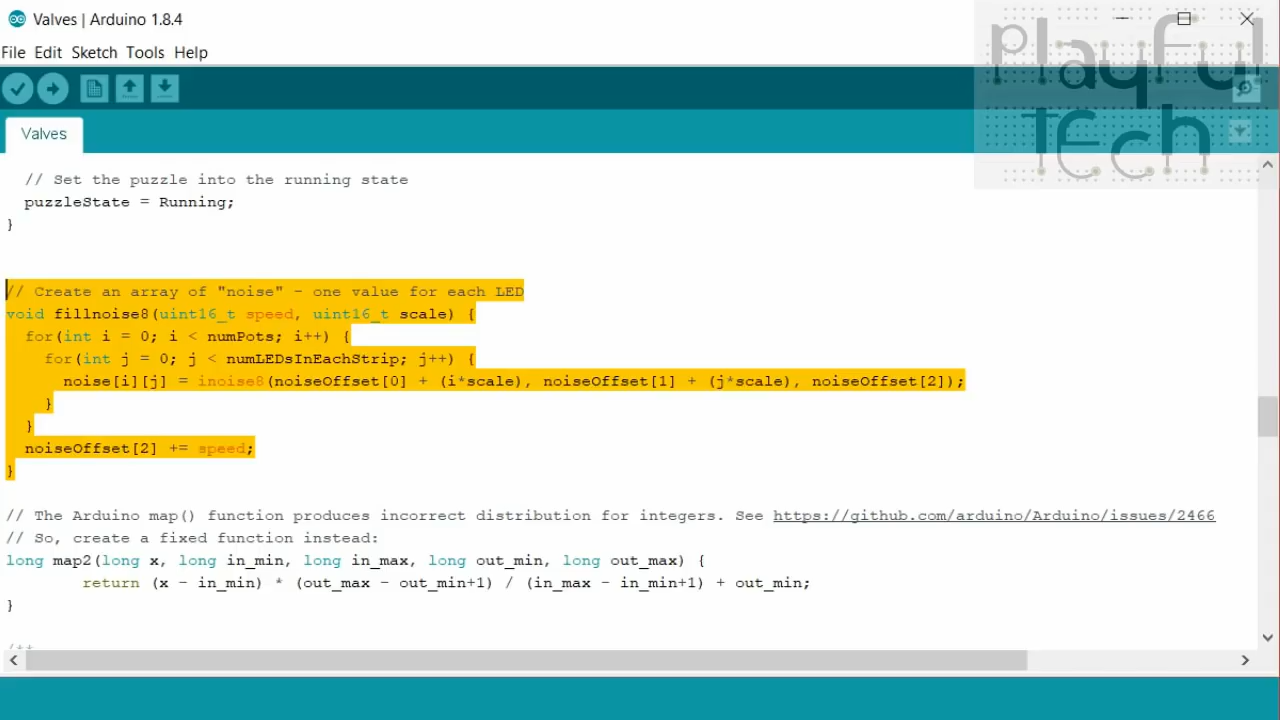 Valves | Arduino 1.8.4
File Edit Sketch Tools Help
playful
tech
Valves
// Set the puzzle into the running state
puzzleState = Running;
}
// Create an array of "noise" - one value for each LED
void fillnoise8(uint16_t speed, uint16_t scale) {
for(int i = 0; i < numPots; i++) {
for(int j = 0; j < numLEDsInEachStrip; j++) {
noise[i][j] = inoise8(noiseOffset[0] + (i*scale), noiseOffset[1] + (j*scale), noiseOffset[2]);
}
}
noiseOffset[2] += speed;
}
// The Arduino map() function produces incorrect distribution for integers. See https://github.com/arduino/Arduino/issues/2466
// So, create a fixed function instead:
long map2(long x, long in_min, long in_max, long out_min, long out_max) {
return (x - in_min) * (out_max - out_min+1) / (in_max - in_min+1) + out_min;
}
/**